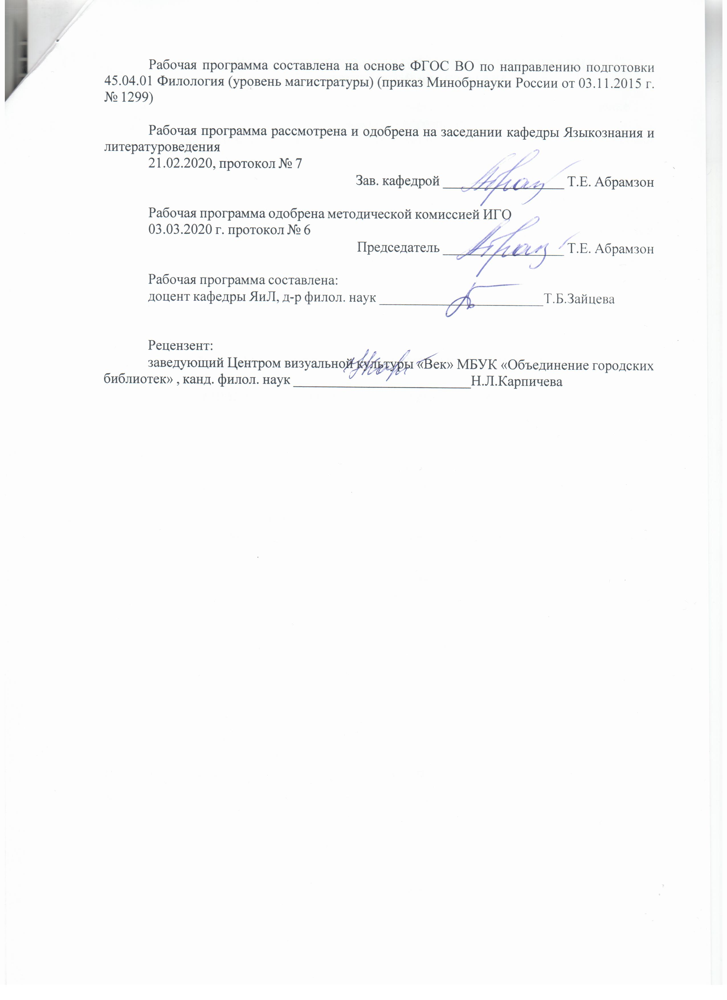 Рабочая программа составлена на основе ФГОС ВО по направлению подготовки
45.04.01 Филология (уровень магистратуры) (приказ Минобрнауки России от 03.11.2015 г.
№ 1299)
Рабочая программа рассмотрена и одобрена на заседании кафедры Языкознания и
литературоведения
21.02.2020, протокол № 7
Зав. кафедрой ________________ Т.Е. Абрамзон
Рабочая программа одобрена методической комиссией ИГО
03.03.2020 г. протокол № 6
Председатель ________________ Т.Е. Абрамзон
Рабочая программа составлена:
доцент кафедры ЯиЛ, д-р филол. наук ______________________Т.Б.Зайцева
Рецензент:
заведующий Центром визуальной культуры «Век» МБУК «Объединение городских
библиотек» , канд. филол. наук ________________________Н.Л.Карпичева